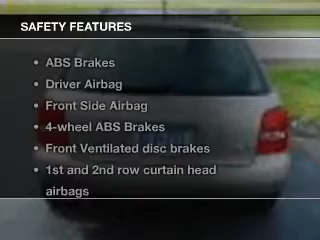 SAFETY FEATURES
• ABS Brakes
• Driver Airbag
• Front Side Airbag
• 4-wheel ABS Brakes
• Front Ventilated disc brakes
• 1st and 2nd row curtain head
airbags